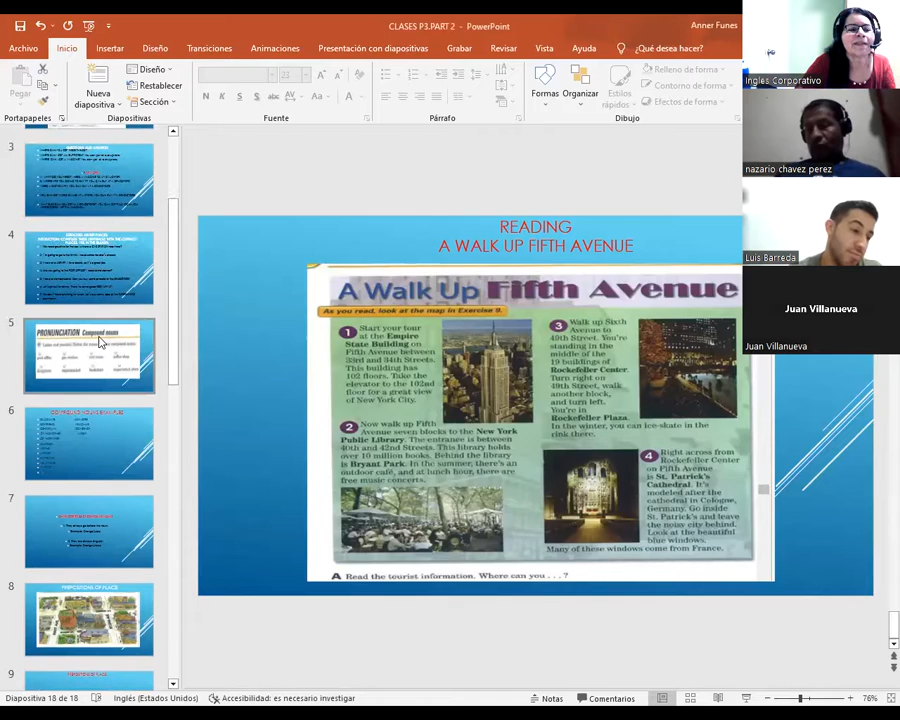 CLASES P3.PART 2 - PowerPoint
Anner Funes
Archivo Inicio Insertar Diseño Transiciones Animaciones Presentación con diapositivas Grabar Revisar Vista Ayuda ¿Qué desea hacer?
Pegar
Nueva diapositiva
Diseño
Restablecer
Sección
23
N K S S abc AV Aa A
Formas
Organizar
Estilos rápidos
Relleno de forma
Contorno de forma
Efectos de forma
Portapapeles Diapositivas Fuente Párrafo Dibujo
Ingles Corporativo
nazario chavez perez
Luis Barreda
Juan Villanueva
Juan Villanueva
3
4
5
PRONUNCIATION Compound nouns
6
7
8
PREPOSITIONS OF PLACE
9
READING
A WALK UP FIFTH AVENUE
A Walk Up Fifth Avenue
As you read, look at the map in Exercise 9.
1 Start your tour
at the Empire
State Building on
Fifth Avenue between
33rd and 34th Streets.
This building has
102 floors. Take the
elevator to the 102nd
floor for a great view
of New York City.
2 Now walk up Fifth
Avenue seven blocks to the New York
Public Library. The entrance is between
40th and 42nd Streets. This library holds
over 10 million books. Behind the library
is Bryant Park. In the summer, there's an
outdoor café, and at lunch hour, there are
free music concerts.
3 Walk up Sixth
Avenue to
49th Street. You're
standing in the
middle of the
19 buildings of
Rockefeller Center.
Turn right on
49th Street, walk
another block,
and turn left.
You're in
Rockefeller Plaza.
In the winter, you can ice-skate in the
rink there.
4 Right across from
Rockefeller Center
on Fifth Avenue
is St. Patrick's
Cathedral. It's
modeled after the
cathedral in Cologne,
Germany. Go inside
St. Patrick's and leave
the noisy city behind.
Look at the beautiful
blue windows.
Many of these windows come from France.
A Read the tourist information. Where can you . . . ?
Diapositiva 18 de 18 Inglés (Estados Unidos) Accesibilidad: es necesario investigar Notas Comentarios 76%